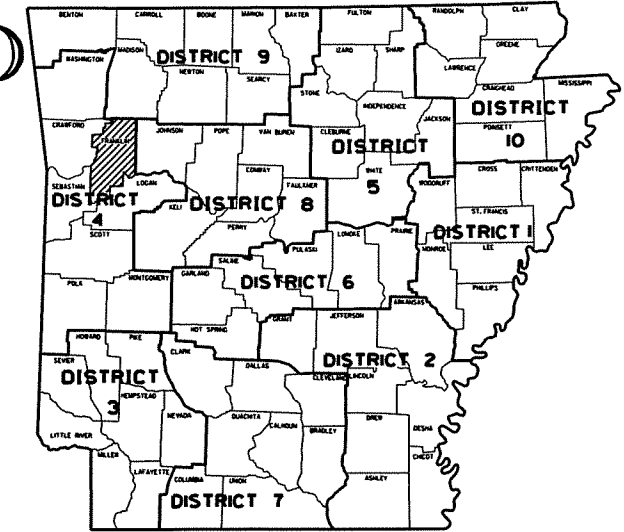 BENTON CARROLL BOONE MARION BAXTER FULTON RANDOLPH CLAY
WASHINGTON MADISON DISTRICT 9 IZARD SHARP GREENE
NEWTON SEARCY LAWRENCE
STONE CRAIGHEAD MISSISSIPPI
INDEPENDENCE DISTRICT
CRAWFORD JOHNSON POPE VAN BUREN CLEBURNE JACKSON POINSETT 10
FRANKLIN DISTRICT
CONWAY WHITE CROSS CRITTENDEN
SEBASTIAN LOGAN FAULKNER 5 WOODRUFF
DISTRICT YELL DISTRICT 8 ST. FRANCIS
4 PERRY LONOKE PRAIRIE DISTRICT 1
SCOTT PULASKI MONROE LEE
SALINE
POLK MONTGOMERY GARLAND DISTRICT 6 PHILLIPS
ARKANSAS
HOT SPRING GRANT JEFFERSON
HOWARD PIKE CLARK
SEVIER DALLAS DISTRICT 2
DISTRICT CLEVELAND LINCOLN
3 HEMPSTEAD
NEVADA OUACHITA CALHOUN DREW DESHA
LITTLE RIVER BRADLEY
MILLER CHICOT
LAFAYETTE COLUMBIA UNION ASHLEY
DISTRICT 7